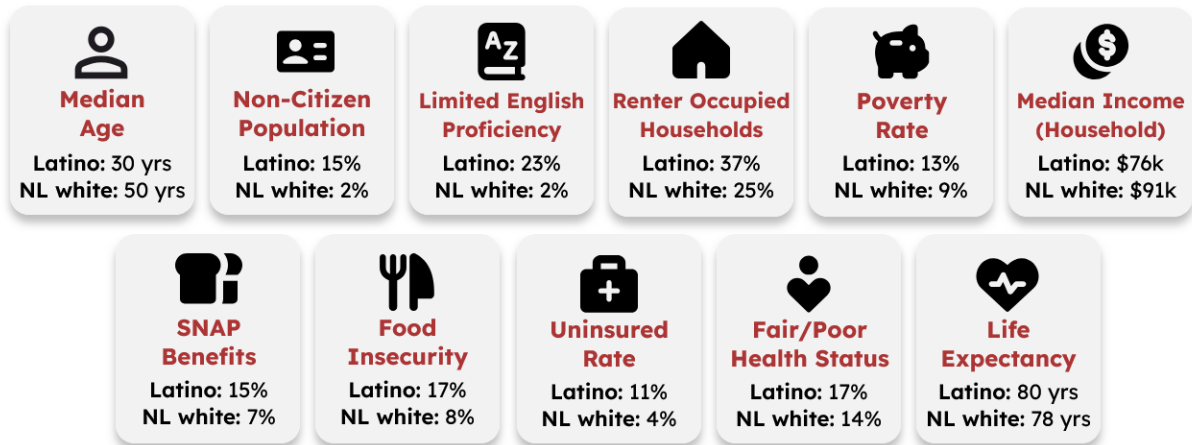 A
Z
$
Median
Age
Latino: 30 yrs
NL white: 50 yrs
Non-Citizen
Population
Latino: 15%
NL white: 2%
Limited English
Proficiency
Latino: 23%
NL white: 2%
Renter Occupied
Households
Latino: 37%
NL white: 25%
Poverty
Rate
Latino: 13%
NL white: 9%
Median Income
(Household)
Latino: $76k
NL white: $91k
SNAP
Benefits
Latino: 15%
NL white: 7%
Food
Insecurity
Latino: 17%
NL white: 8%
Uninsured
Rate
Latino: 11%
NL white: 4%
Fair/Poor
Health Status
Latino: 17%
NL white: 14%
Life
Expectancy
Latino: 80 yrs
NL white: 78 yrs